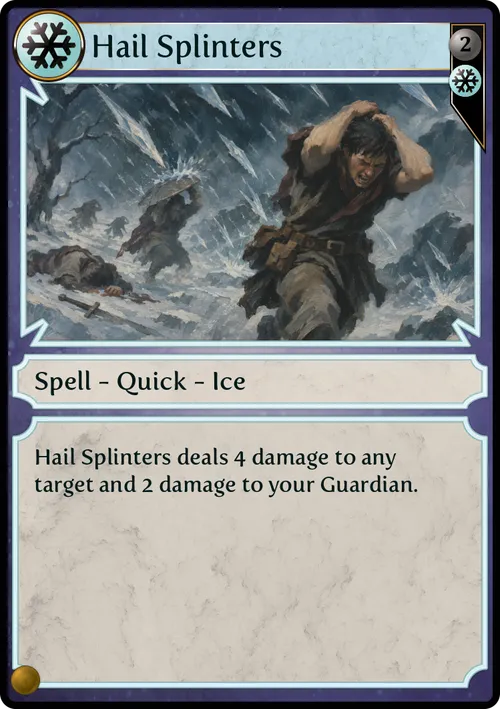 Hail Splinters
2
Spell - Quick - Ice
Hail Splinters deals 4 damage to any
target and 2 damage to your Guardian.